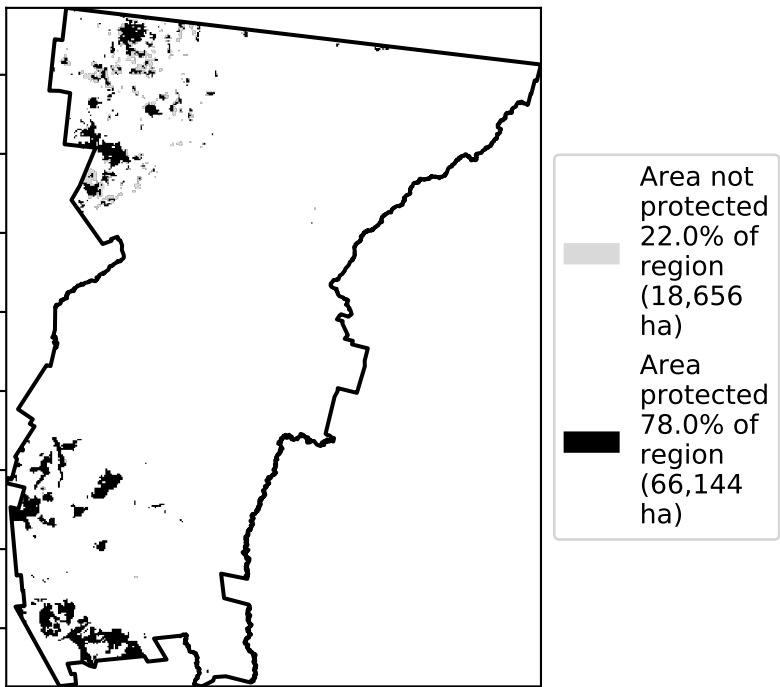 Area not
protected
22.0% of
region
(18,656
ha)
Area
protected
78.0% of
region
(66,144
ha)